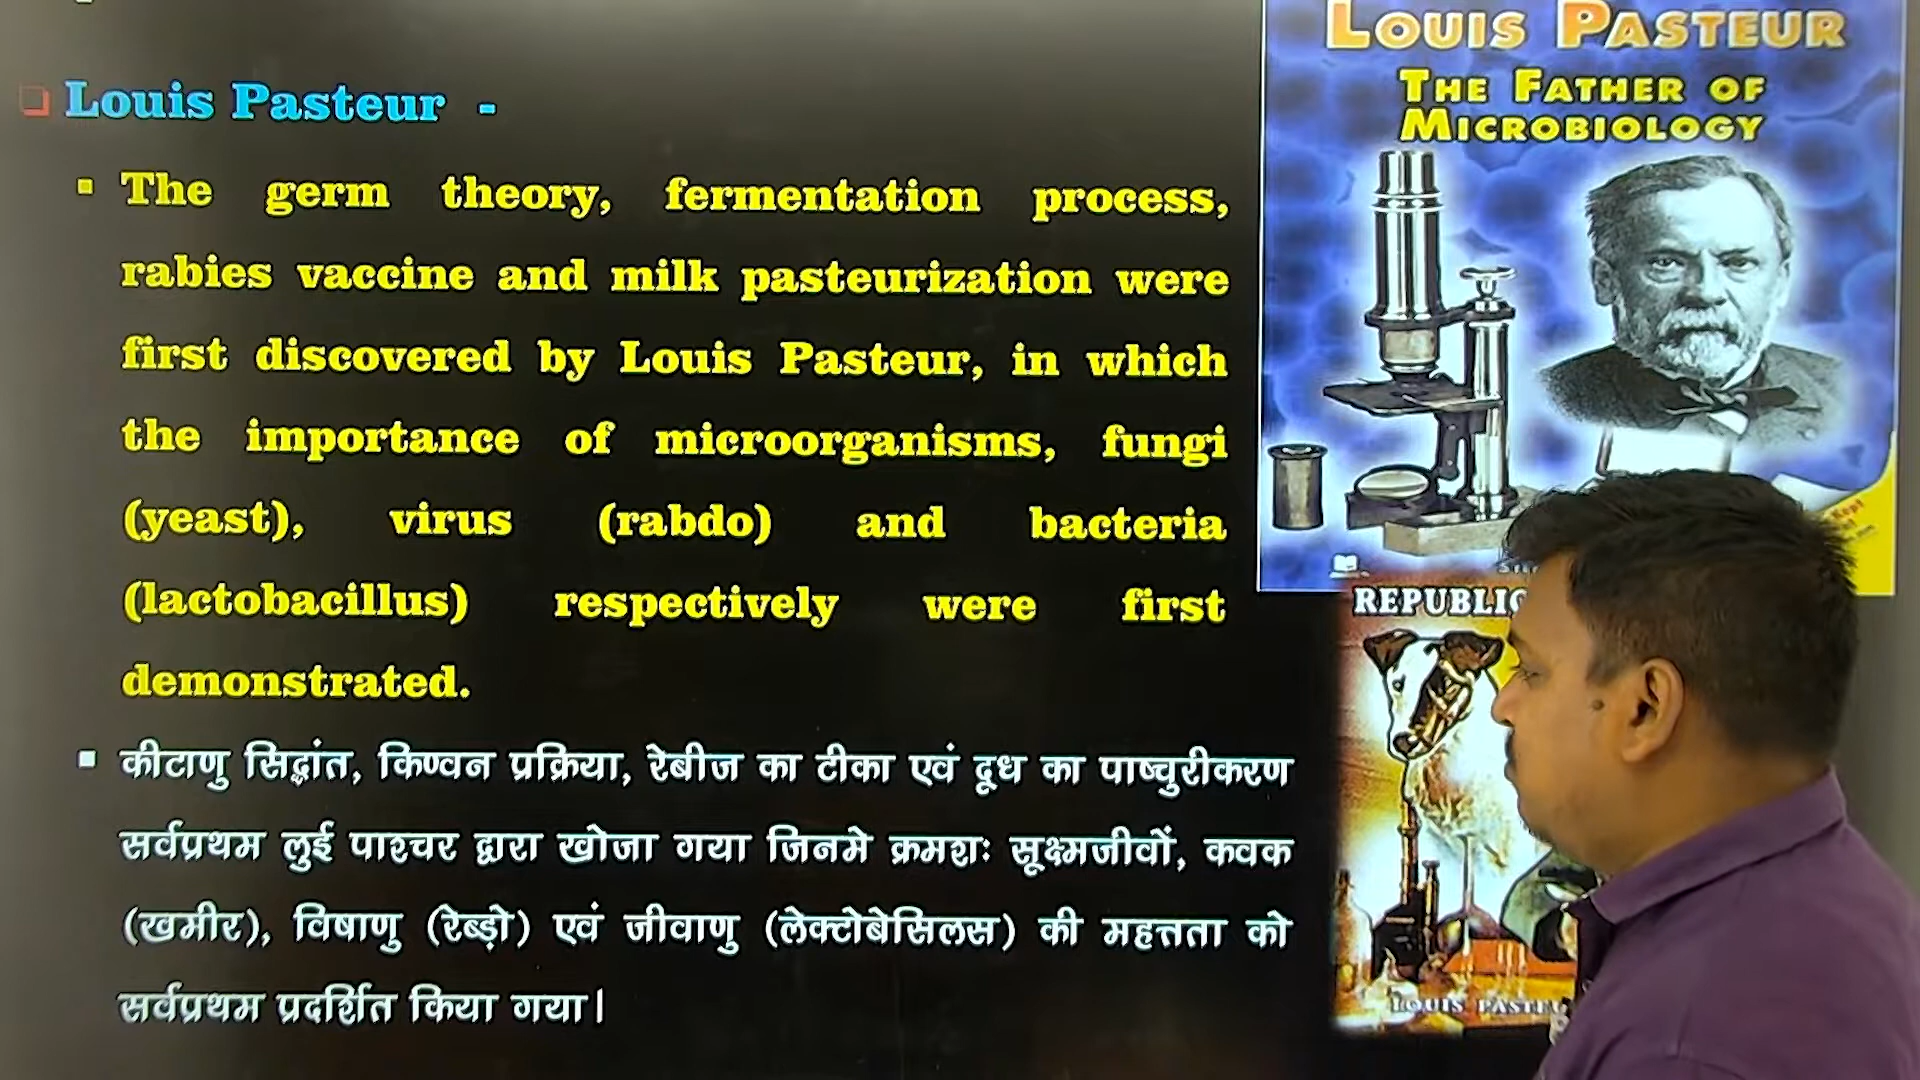 Louis Pasteur -
The germ theory, fermentation process,
rabies vaccine and milk pasteurization were
first discovered by Louis Pasteur, in which
the importance of microorganisms, fungi
(yeast), virus (rabdo) and bacteria
(lactobacillus) respectively were first
demonstrated.
कीटाणु सिद्धांत, किण्वन प्रक्रिया, रेबीज का टीका एवं दूध का पाष्चुरीकरण
सर्वप्रथम लुई पाश्चर द्वारा खोजा गया जिनमे क्रमशः सूक्ष्मजीवों, कवक
(खमीर), विषाणु (रेब्ड़ो) एवं जीवाणु (लेक्टोबेसिलस) की महत्तता को
सर्वप्रथम प्रदर्शित किया गया।
LOUIS PASTEUR
THE FATHER OF
MICROBIOLOGY
REPUBLIC
LOUIS PASTEU